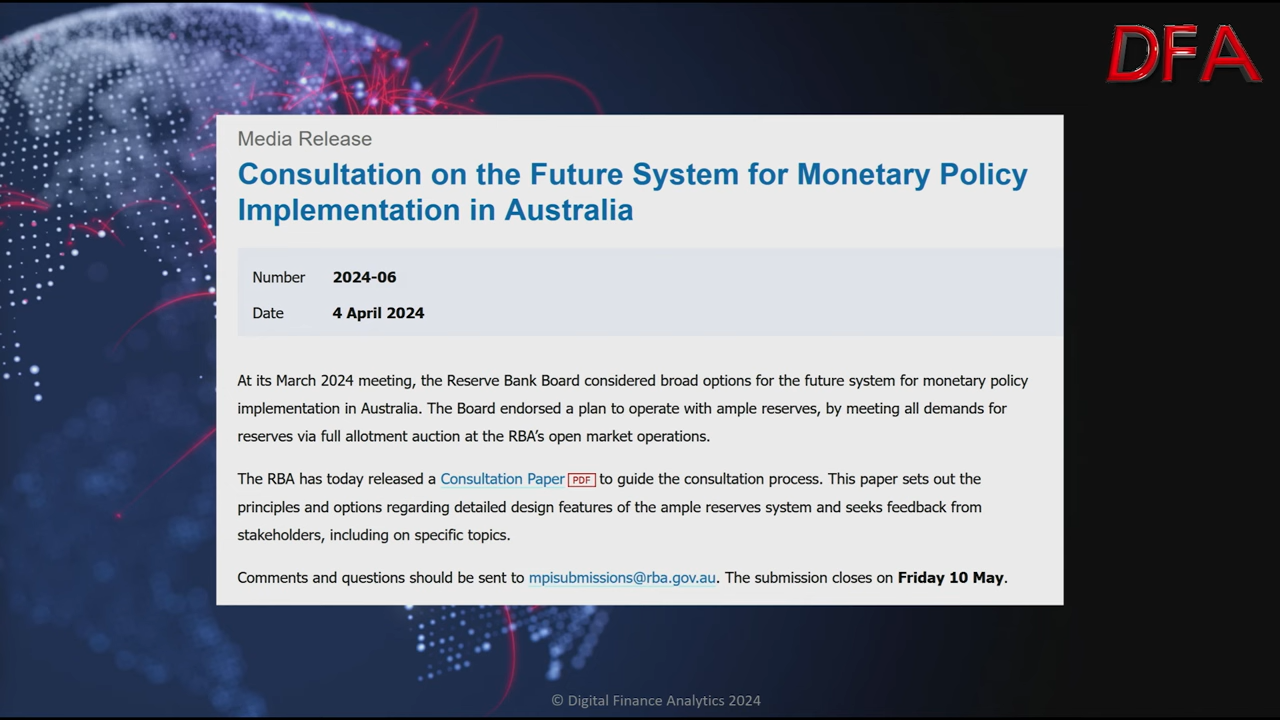 DFA
Media Release
Consultation on the Future System for Monetary Policy
Implementation in Australia
Number 2024-06
Date 4 April 2024
At its March 2024 meeting, the Reserve Bank Board considered broad options for the future system for monetary policy
implementation in Australia. The Board endorsed a plan to operate with ample reserves, by meeting all demands for
reserves via full allotment auction at the RBA's open market operations.
The RBA has today released a Consultation Paper PDF to guide the consultation process. This paper sets out the
principles and options regarding detailed design features of the ample reserves system and seeks feedback from
stakeholders, including on specific topics.
Comments and questions should be sent to mpisubmissions@rba.gov.au. The submission closes on Friday 10 May.
© Digital Finance Analytics 2024